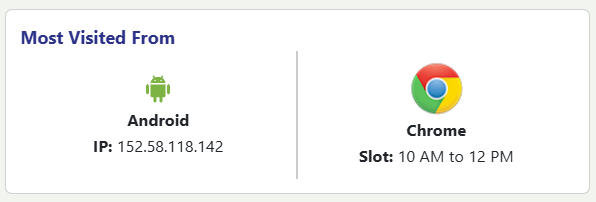 Most Visited From
Android
IP: 152.58.118.142
Chrome
Slot: 10 AM to 12 PM